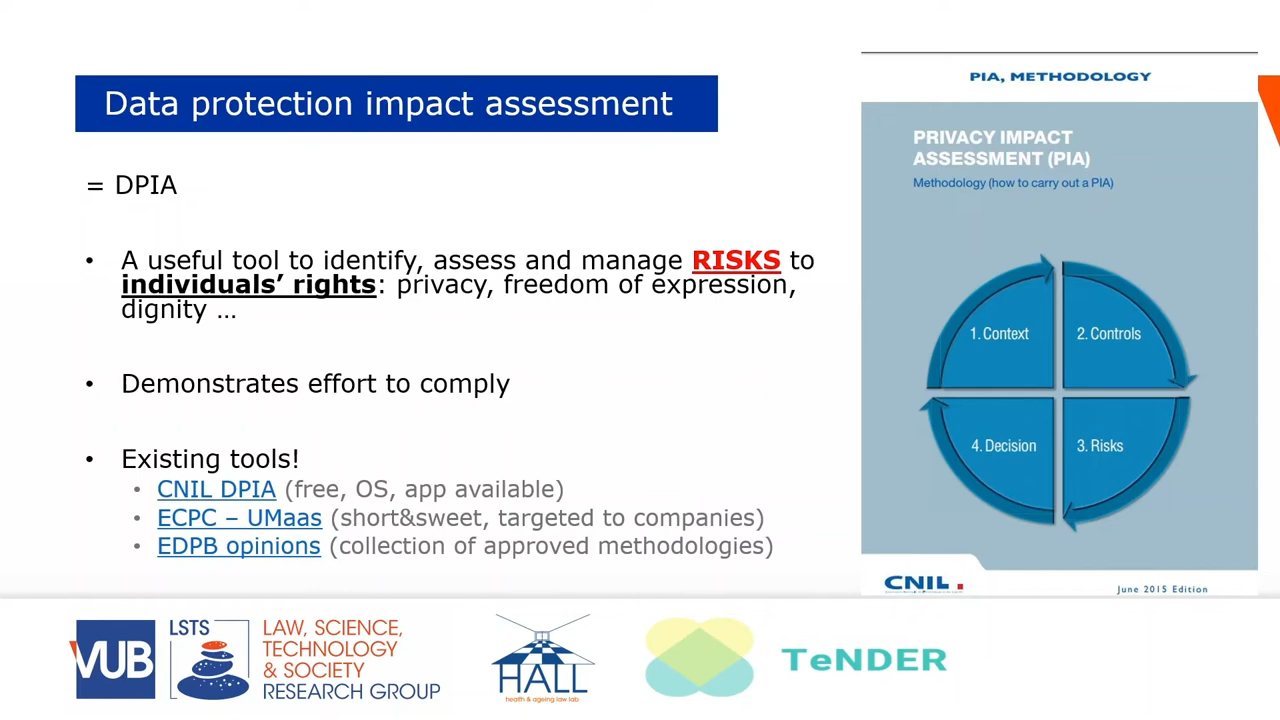 Data protection impact assessment
= DPIA
• A useful tool to identify, assess and manage RISKS to
individuals’ rights: privacy, freedom of expression,
dignity …
• Demonstrates effort to comply
• Existing tools!
• CNIL DPIA (free, OS, app available)
• ECPC – UMaas (short&sweet, targeted to companies)
• EDPB opinions (collection of approved methodologies)
PIA, METHODOLOGY
PRIVACY IMPACT
ASSESSMENT (PIA)
Methodology (how to carry out a PIA)
1. Context
2. Controls
4. Decision
3. Risks
CNIL.
June 2015 Edition
VUB
LSTS
LAW, SCIENCE,
TECHNOLOGY
& SOCIETY
RESEARCH GROUP
HALL
health & ageing law lab
TeNDER